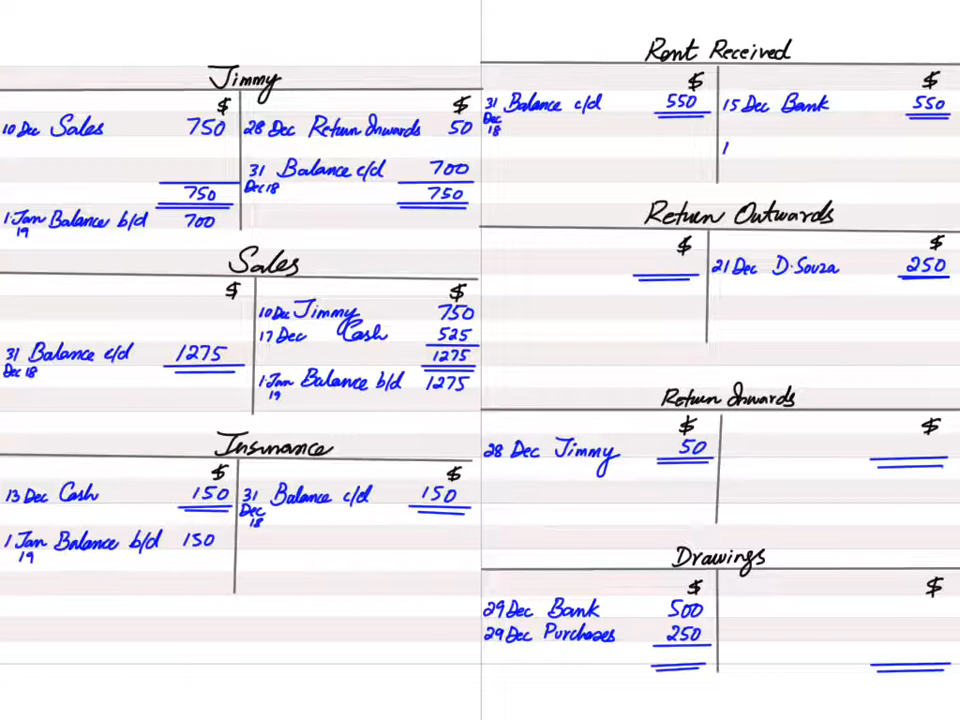 Jimmy
$ $
10 Dec Sales 750 28 Dec Return Inwards 50
31 Dec 18 Balance c/d 700
750 750
1 Jan 19 Balance b/d 700
Sales
$ $
10 Dec Jimmy 750
17 Dec Cash 525
31 Dec 18 Balance c/d 1275 1275
1 Jan 19 Balance b/d 1275
Insurance
$ $
13 Dec Cash 150 31 Dec 18 Balance c/d 150
1 Jan 19 Balance b/d 150
Rent Received
$ $
31 Dec 18 Balance c/d 550 15 Dec Bank 550
1
Return Outwards
$ $
21 Dec D.Souza 250
Return Inwards
$ $
28 Dec Jimmy 50
Drawings
$ $
29 Dec Bank 500
29 Dec Purchases 250